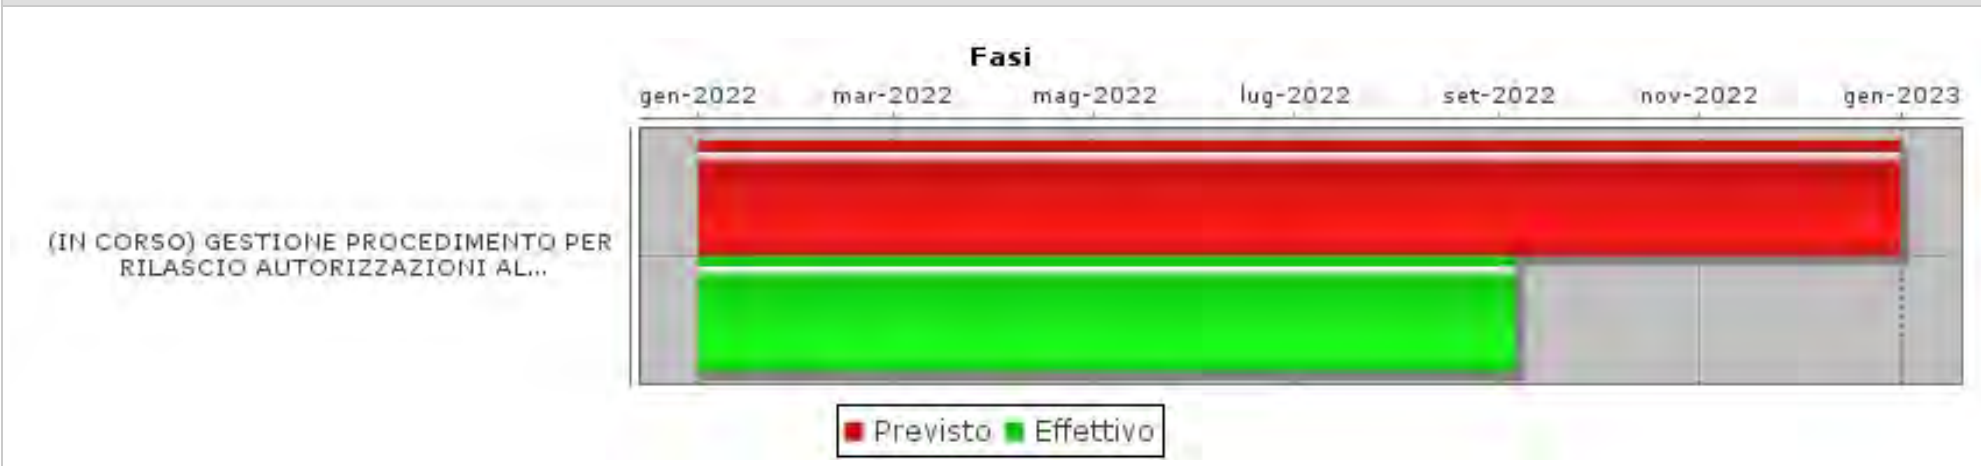 Fasi
gen-2022 mar-2022 mag-2022 lug-2022 set-2022 nov-2022 gen-2023
(IN CORSO) GESTIONE PROCEDIMENTO PER
RILASCIO AUTORIZZAZIONI AL...
Previsto Effettivo